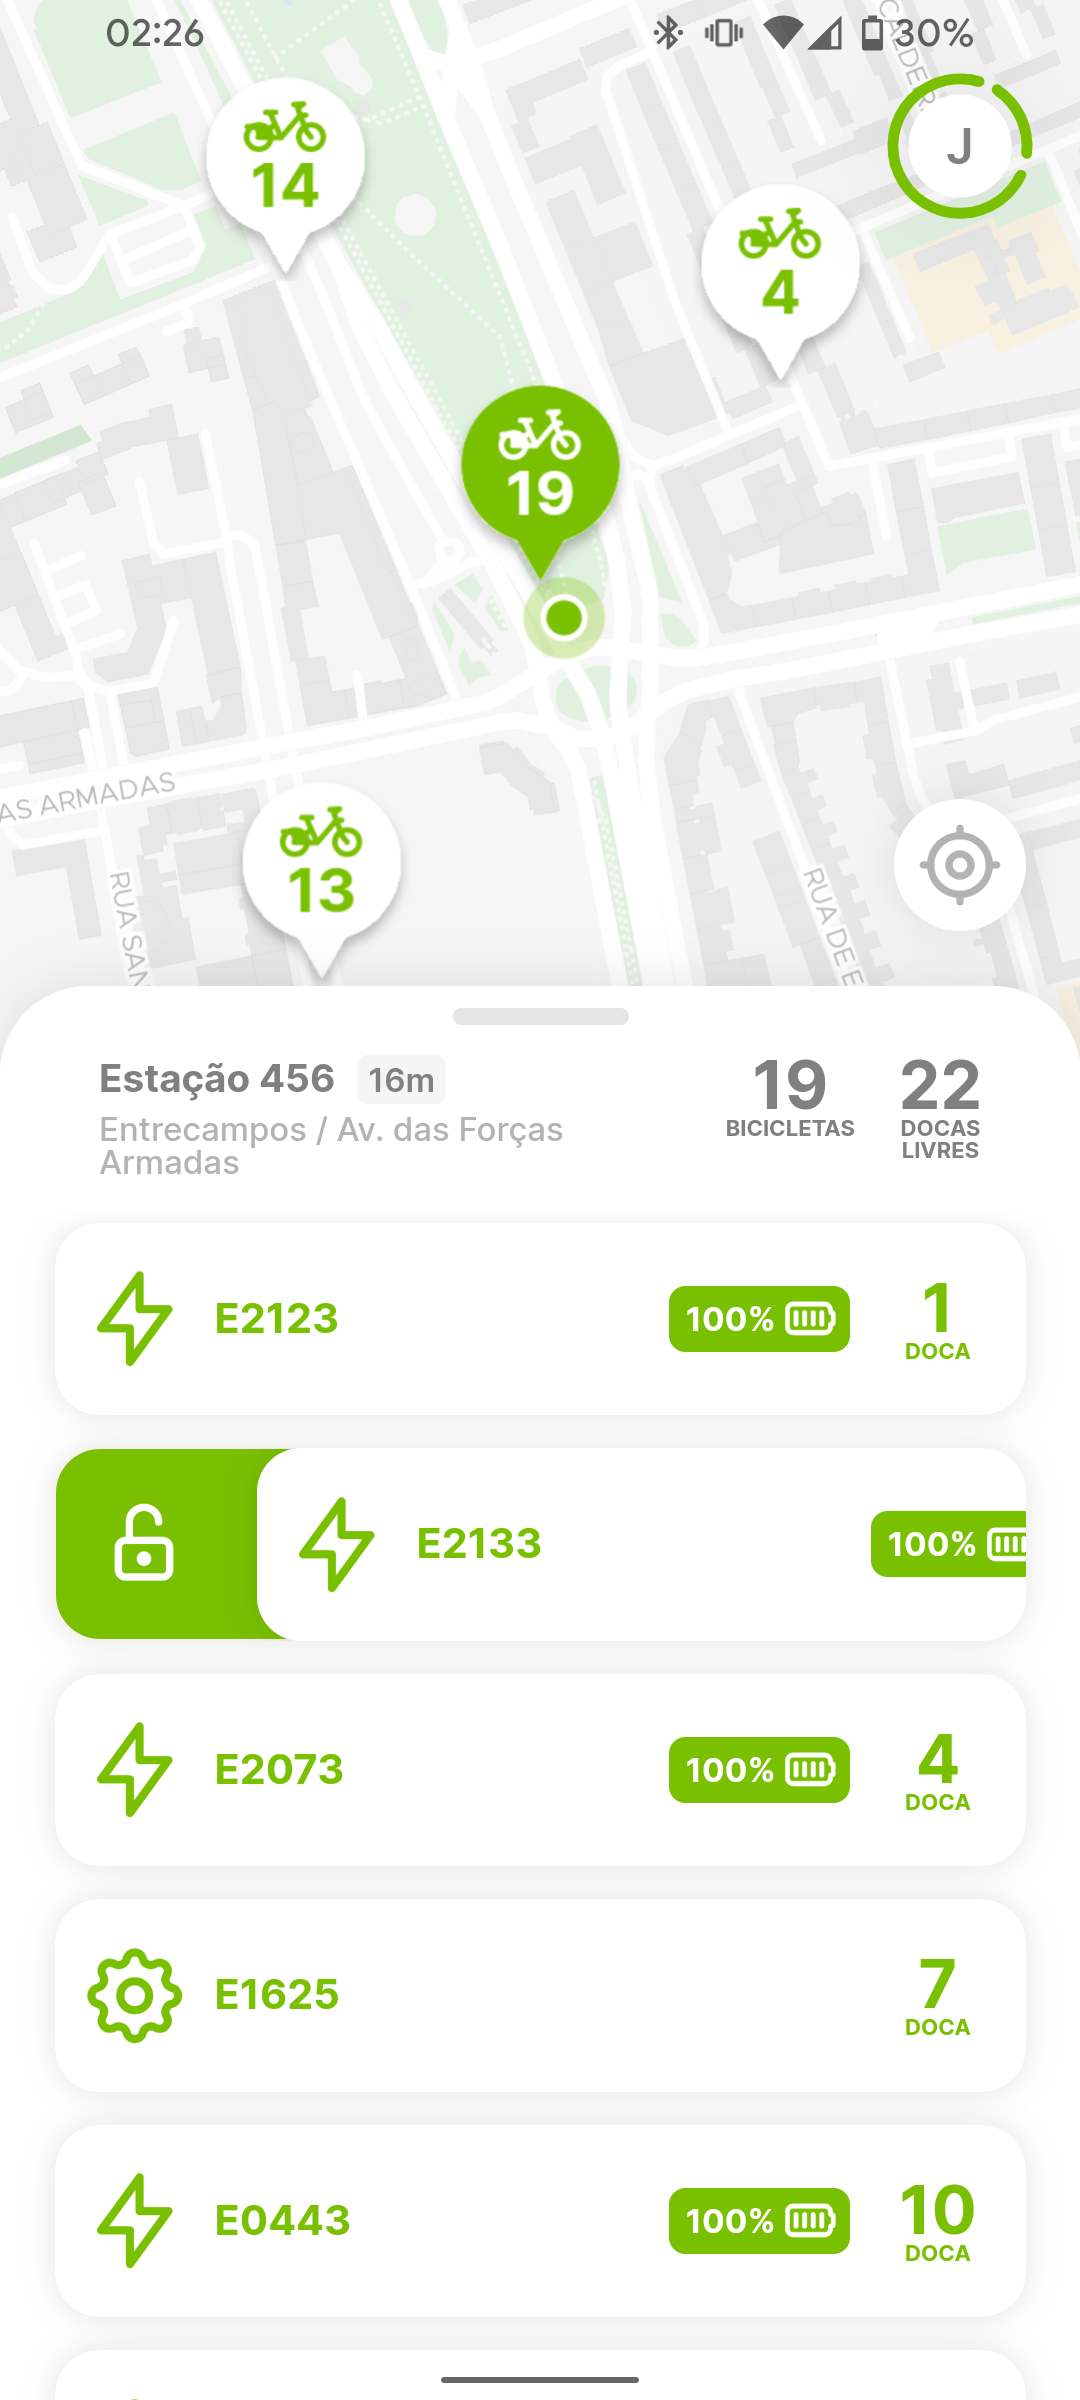 02:26
30%
J
14
4
19
AS ARMADAS
13
RUA SAN
RUA DE E
Estação 456 16m
Entrecampos / Av. das Forças
Armadas
19
BICICLETAS
22
DOCAS
LIVRES
E2123 100% 1
DOCA
E2133 100%
E2073 100% 4
DOCA
E1625 7
DOCA
E0443 100% 10
DOCA